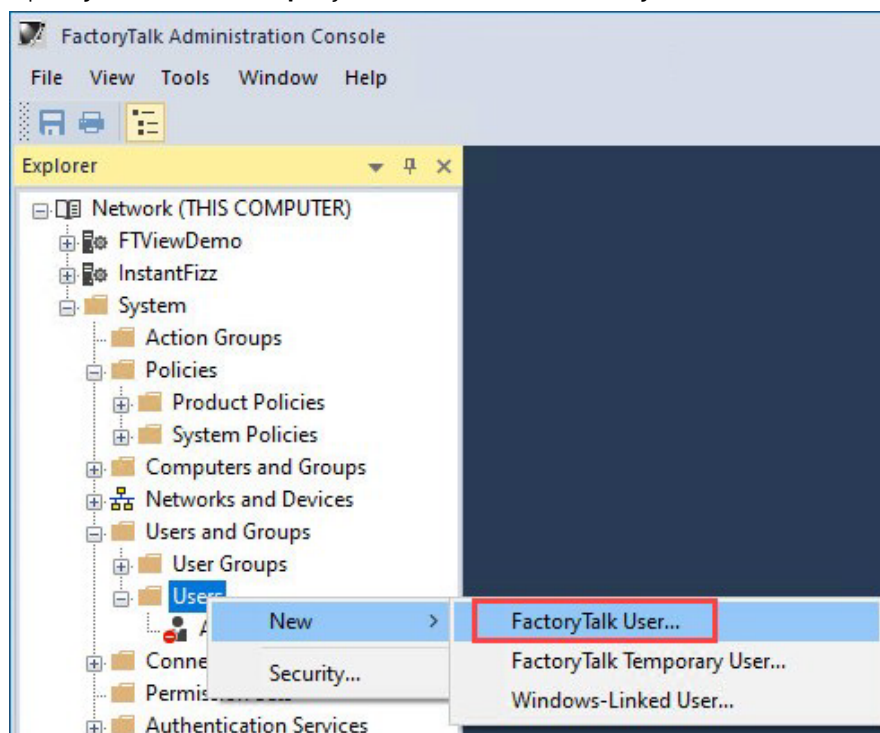 FactoryTalk Administration Console
File View Tools Window Help
Explorer
Network (THIS COMPUTER)
FTViewDemo
InstantFizz
System
Action Groups
Policies
Product Policies
System Policies
Computers and Groups
Networks and Devices
Users and Groups
User Groups
Users
New
FactoryTalk User...
A
Conne
Security...
FactoryTalk Temporary User...
Windows-Linked User...
Authentication Services